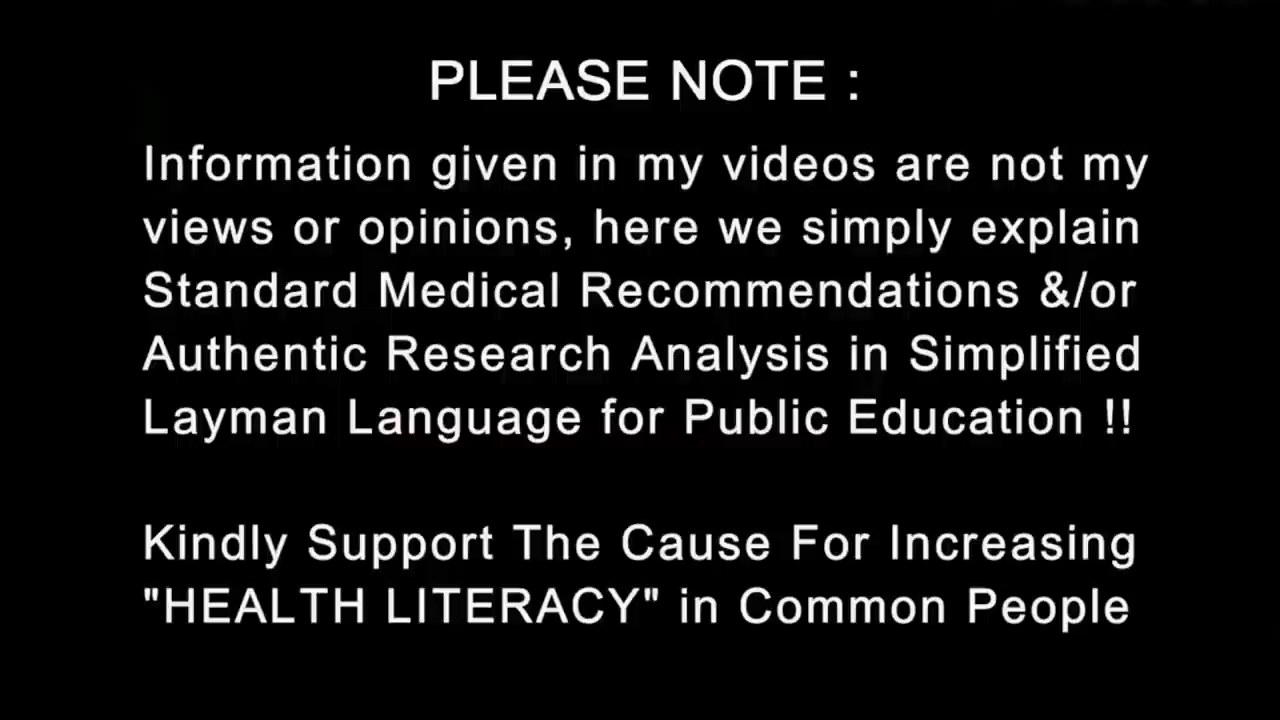 PLEASE NOTE :
Information given in my videos are not my
views or opinions, here we simply explain
Standard Medical Recommendations &/or
Authentic Research Analysis in Simplified
Layman Language for Public Education !!
Kindly Support The Cause For Increasing
"HEALTH LITERACY" in Common People